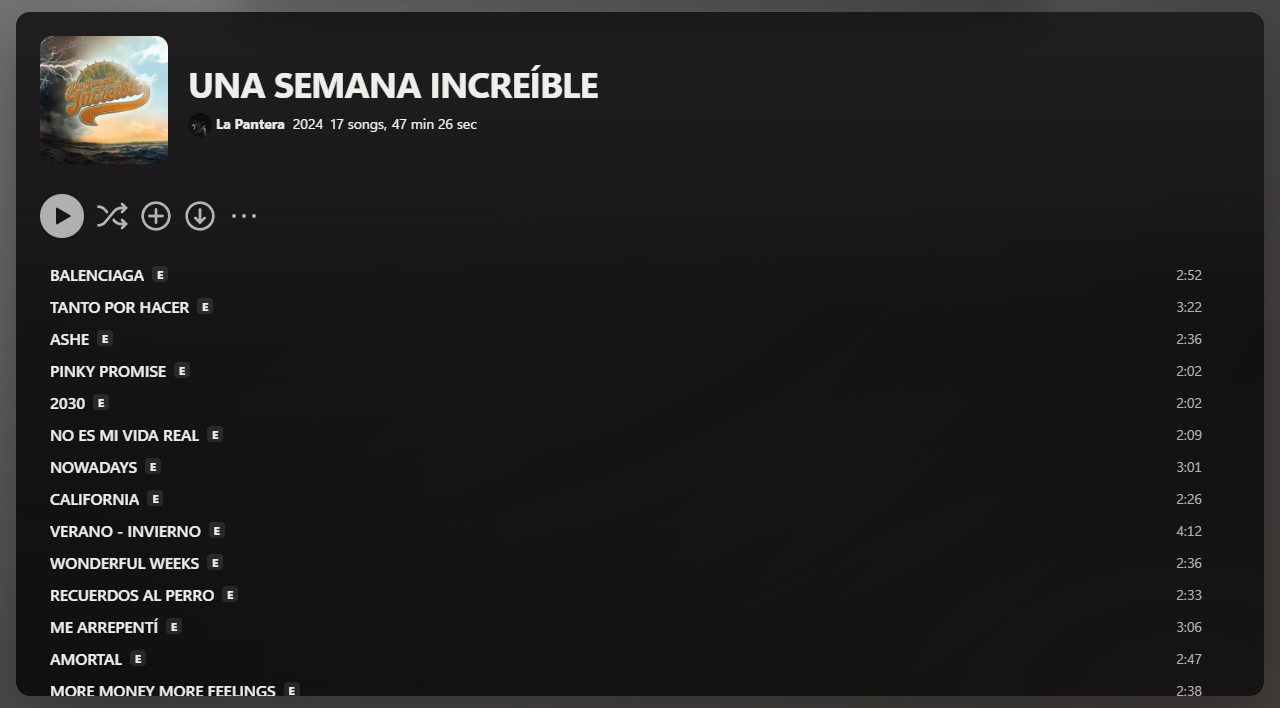 Una Semana
Increíble
UNA SEMANA INCREÍBLE
La Pantera 2024 17 songs, 47 min 26 sec
BALENCIAGA E 2:52
TANTO POR HACER E 3:22
ASHE E 2:36
PINKY PROMISE E 2:02
2030 E 2:02
NO ES MI VIDA REAL E 2:09
NOWADAYS E 3:01
CALIFORNIA E 2:26
VERANO - INVIERNO E 4:12
WONDERFUL WEEKS E 2:36
RECUERDOS AL PERRO E 2:33
ME ARREPENTÍ E 3:06
AMORTAL E 2:47
MORE MONEY MORE FEELINGS E 2:38